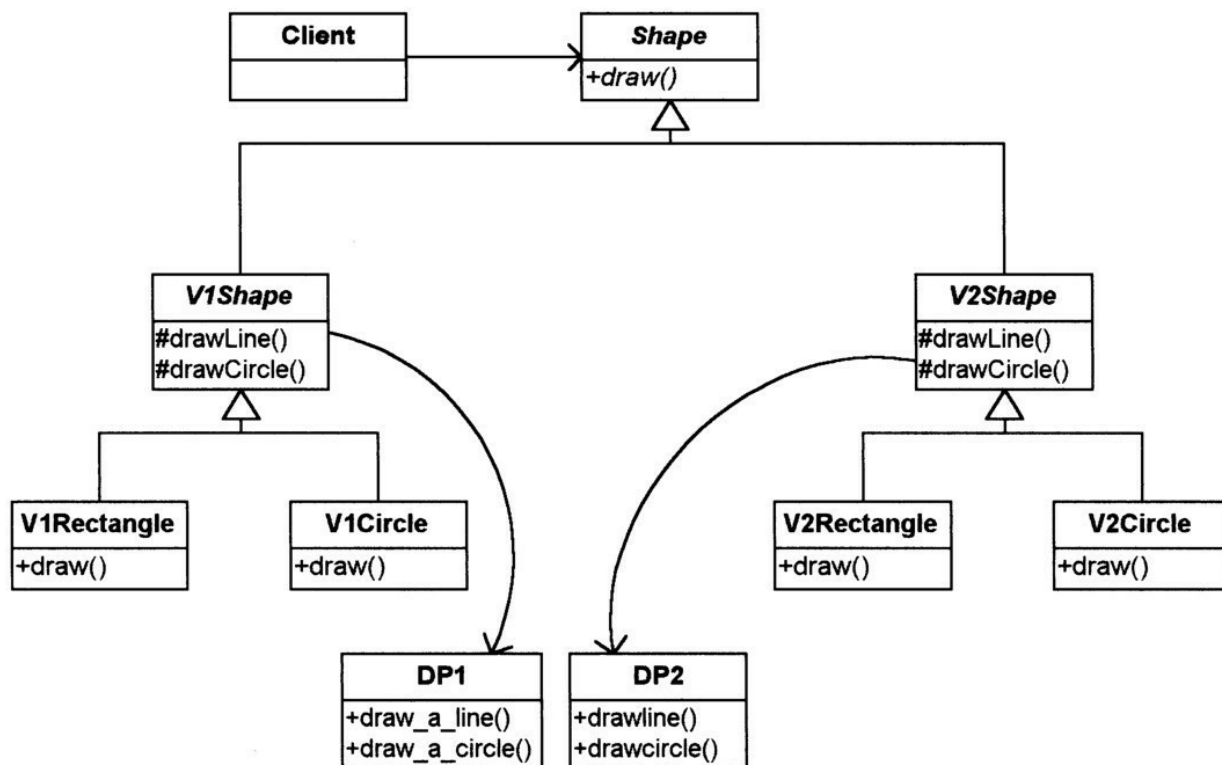 Client
Shape
+draw()
V1Shape
#drawLine()
#drawCircle()
V2Shape
#drawLine()
#drawCircle()
V1Rectangle
+draw()
V1Circle
+draw()
V2Rectangle
+draw()
V2Circle
+draw()
DP1
+draw_a_line()
+draw_a_circle()
DP2
+drawline()
+drawcircle()